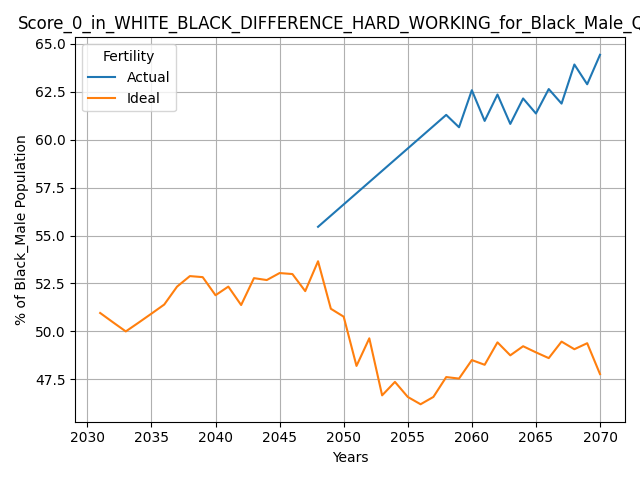 Score_0_in_WHITE_BLACK_DIFFERENCE_HARD_WORKING_for_Black_Male_Q
Fertility
Actual
Ideal
65.0
62.5
60.0
57.5
55.0
52.5
50.0
47.5
% of Black_Male Population
2030 2035 2040 2045 2050 2055 2060 2065 2070
Years